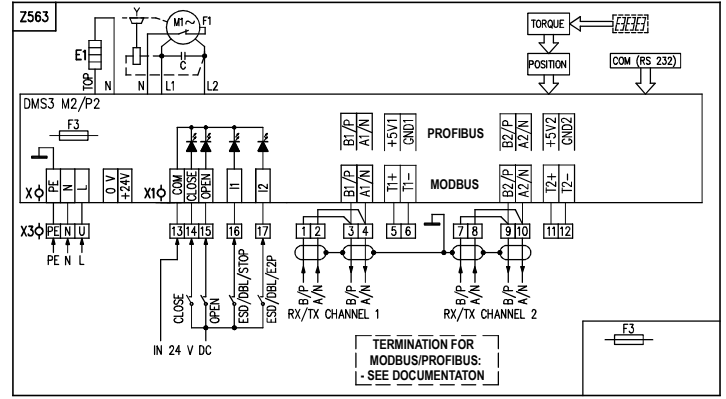 Z563
Y
M1~
F1
E1
TOP
N
N
L1
C
L2
TORQUE
POSITION
COM (RS 232)
DMS3 M2/P2
F3
X
PE
N
L
0 V
+24V
X1
COM
CLOSE
OPEN
I1
I2
B1/P
A1/N
+5V1
GND1
PROFIBUS
B2/P
A2/N
+5V2
GND2
B1/P
A1/N
T1+
T1-
MODBUS
B2/P
A2/N
T2+
T2-
X3
PE N U
PE N L
13 14 15 16 17
1 2 3 4 5 6
7 8 9 10 11 12
CLOSE
OPEN
ESD/DBL/STOP
ESD/DBL/E2P
IN 24 V DC
B/P
A/N
B/P
A/N
RX/TX CHANNEL 1
B/P
A/N
B/P
A/N
RX/TX CHANNEL 2
TERMINATION FOR
MODBUS/PROFIBUS:
- SEE DOCUMENTATON
F3